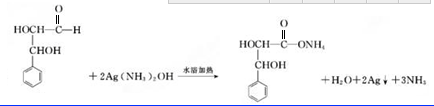 O O
HOCH—C—H HOCH—C—ONH₄
CHOH CHOH
+2Ag(NH₃)₂OH 水浴加热 +H₂O+2Ag↓+3NH₃